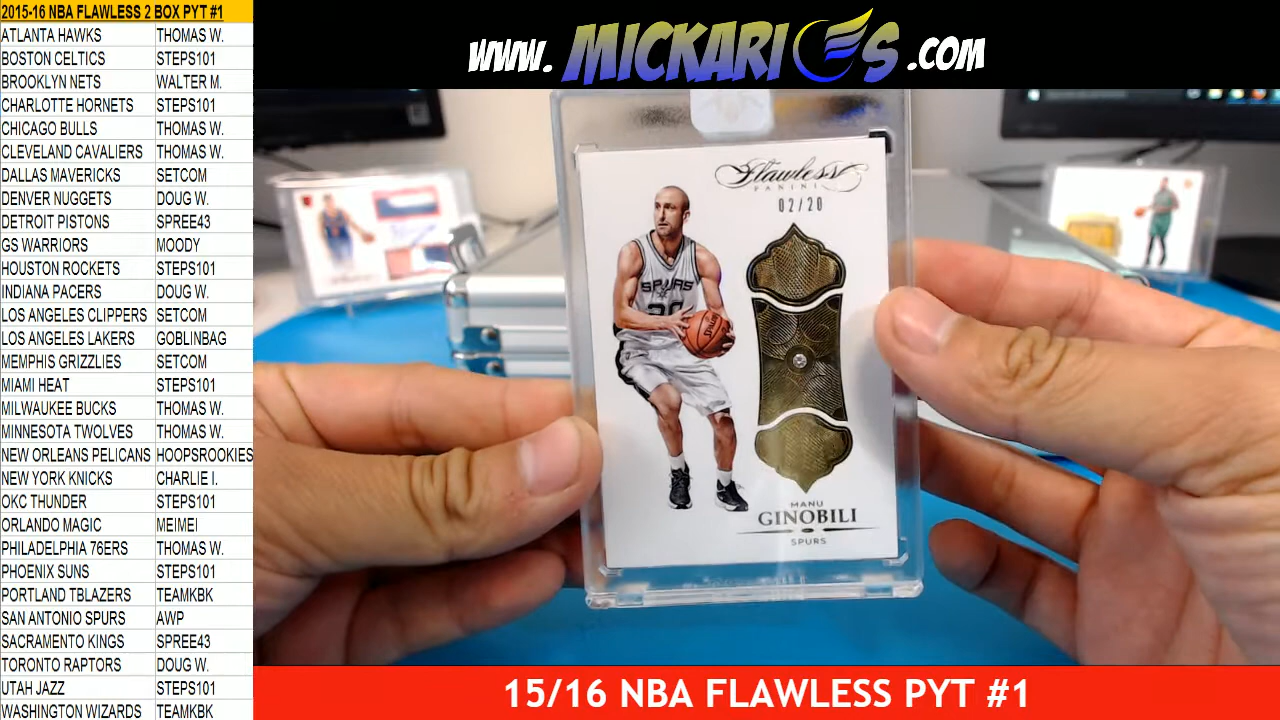 2015-16 NBA FLAWLESS 2 BOX PYT #1
ATLANTA HAWKS THOMAS W.
BOSTON CELTICS STEPS101
BROOKLYN NETS WALTER M.
CHARLOTTE HORNETS STEPS101
CHICAGO BULLS THOMAS W.
CLEVELAND CAVALIERS THOMAS W.
DALLAS MAVERICKS SETCOM
DENVER NUGGETS DOUG W.
DETROIT PISTONS SPREE43
GS WARRIORS MOODY
HOUSTON ROCKETS STEPS101
INDIANA PACERS DOUG W.
LOS ANGELES CLIPPERS SETCOM
LOS ANGELES LAKERS GOBLINBAG
MEMPHIS GRIZZLIES SETCOM
MIAMI HEAT STEPS101
MILWAUKEE BUCKS THOMAS W.
MINNESOTA TWOLVES THOMAS W.
NEW ORLEANS PELICANS HOOPSROOKIES
NEW YORK KNICKS CHARLIE I.
OKC THUNDER STEPS101
ORLANDO MAGIC MEIMEI
PHILADELPHIA 76ERS THOMAS W.
PHOENIX SUNS STEPS101
PORTLAND TBLAZERS TEAMKBK
SAN ANTONIO SPURS AWP
SACRAMENTO KINGS SPREE43
TORONTO RAPTORS DOUG W.
UTAH JAZZ STEPS101
WASHINGTON WIZARDS TEAMKBK
www.MICKARIES.com
Flawless
PANINI
02/20
SPURS
20
SPALDING
MANU
GINOBILI
SPURS
15/16 NBA FLAWLESS PYT #1